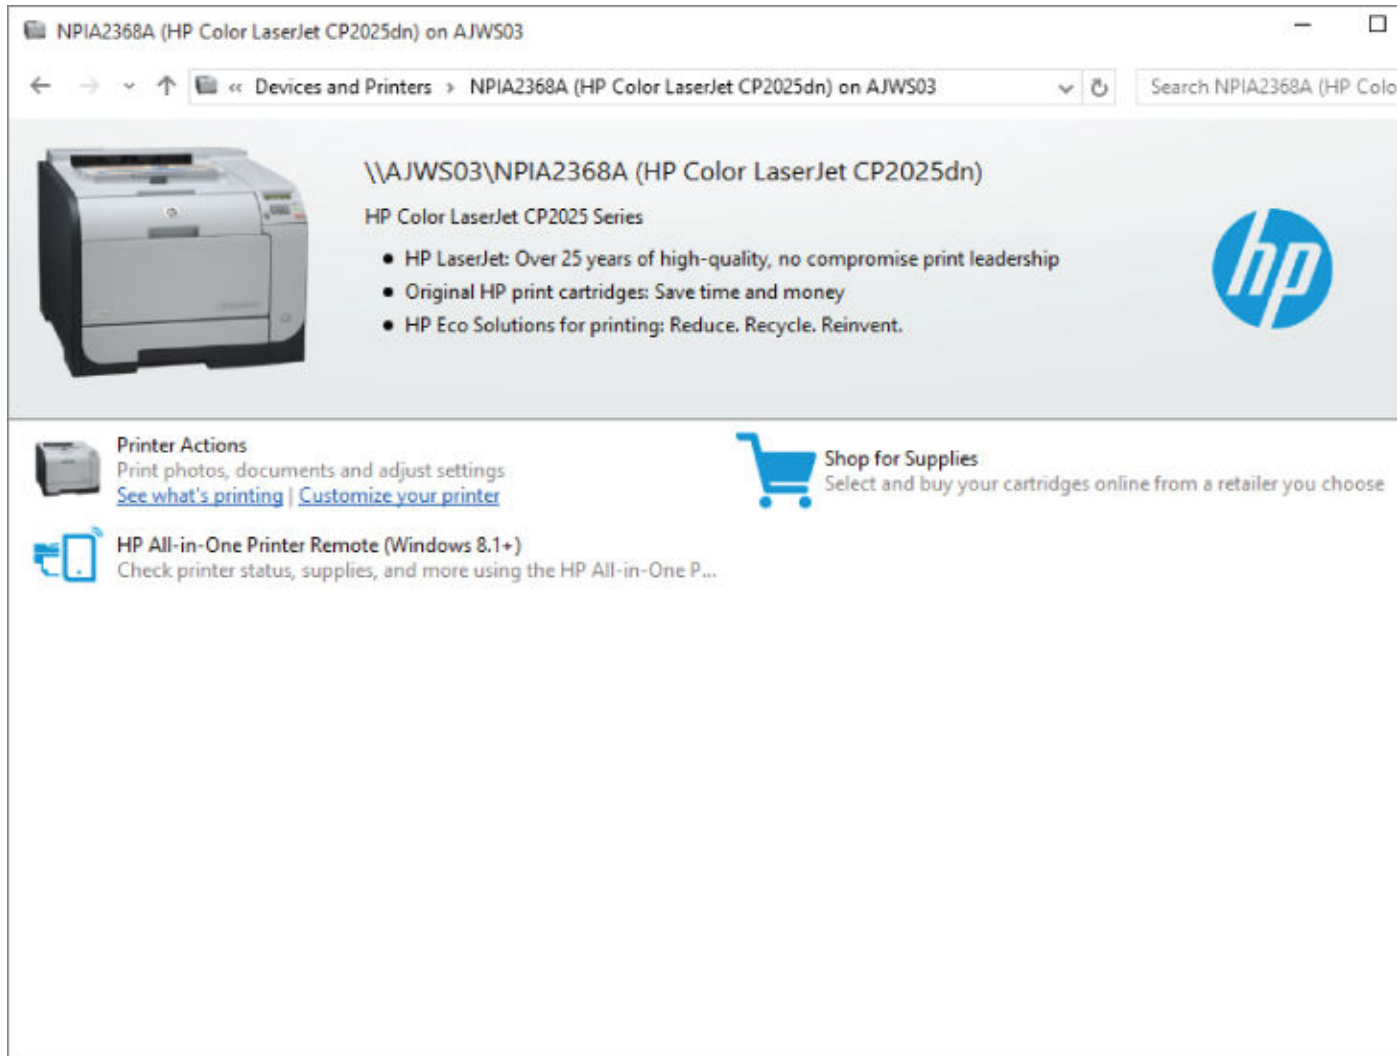 NPIA2368A (HP Color LaserJet CP2025dn) on AJWS03
« Devices and Printers › NPIA2368A (HP Color LaserJet CP2025dn) on AJWS03
Search NPIA2368A (HP Colo
\\AJWS03\NPIA2368A (HP Color LaserJet CP2025dn)
HP Color LaserJet CP2025 Series
• HP LaserJet: Over 25 years of high-quality, no compromise print leadership
• Original HP print cartridges: Save time and money
• HP Eco Solutions for printing: Reduce. Recycle. Reinvent.
hp
Printer Actions
Print photos, documents and adjust settings
See what's printing | Customize your printer
Shop for Supplies
Select and buy your cartridges online from a retailer you choose
HP All-in-One Printer Remote (Windows 8.1+)
Check printer status, supplies, and more using the HP All-in-One P...